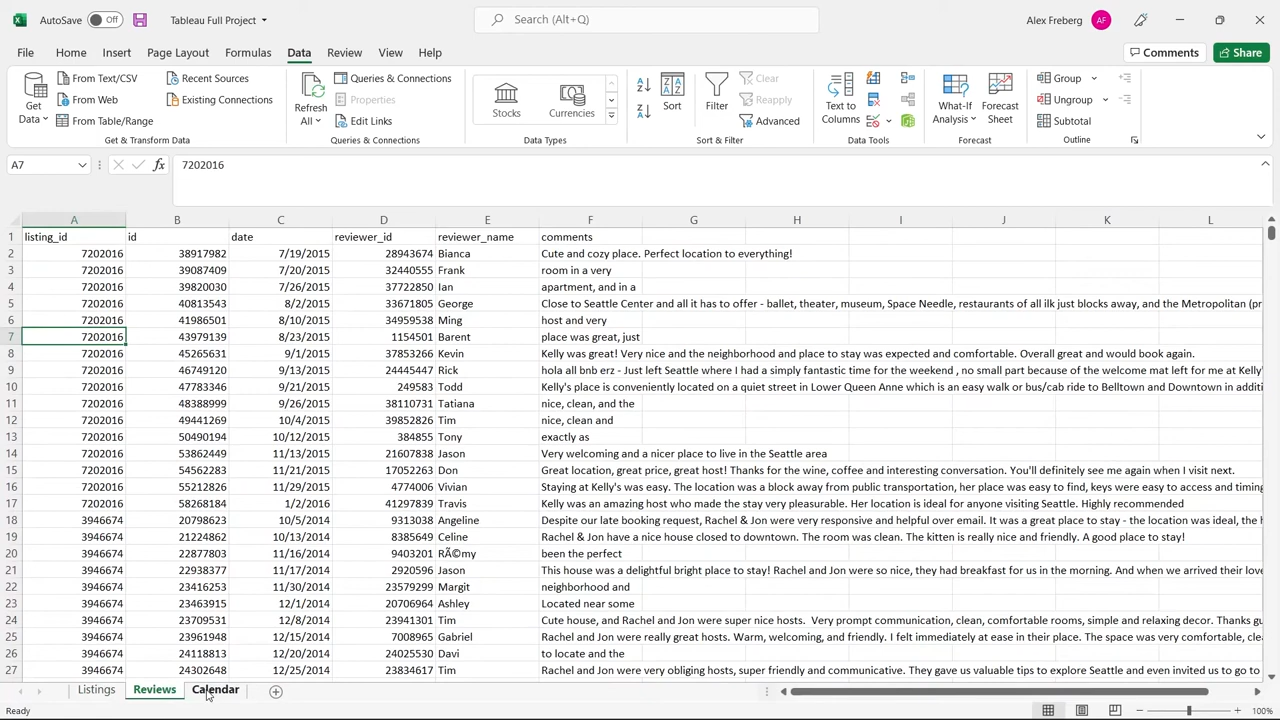 AutoSave Off Tableau Full Project Search (Alt+Q) Alex Freberg AF
File Home Insert Page Layout Formulas Data Review View Help Comments Share
Get Data From Text/CSV From Web From Table/Range Recent Sources Existing Connections Refresh All Queries & Connections Properties Edit Links Stocks Currencies Sort Filter Clear Reapply Advanced Text to Columns What-If Analysis Forecast Sheet Group Ungroup Subtotal
Get & Transform Data Queries & Connections Data Types Sort & Filter Data Tools Forecast Outline
A7 fx 7202016
A B C D E F G H I J K L
1 listing_id id date reviewer_id reviewer_name comments
2 7202016 38917982 7/19/2015 28943674 Bianca Cute and cozy place. Perfect location to everything!
3 7202016 39087409 7/20/2015 32440555 Frank room in a very
4 7202016 39820030 7/26/2015 37722850 Ian apartment, and in a
5 7202016 40813543 8/2/2015 33671805 George Close to Seattle Center and all it has to offer - ballet, theater, museum, Space Needle, restaurants of all ilk just blocks away, and the Metropolitan (pr
6 7202016 41986501 8/10/2015 34959538 Ming host and very
7 7202016 43979139 8/23/2015 1154501 Barent place was great, just
8 7202016 45265631 9/1/2015 37853266 Kevin Kelly was great! Very nice and the neighborhood and place to stay was expected and comfortable. Overall great and would book again.
9 7202016 46749120 9/13/2015 24445447 Rick hola all bnb erz - Just left Seattle where I had a simply fantastic time for the weekend , no small part because of the welcome mat left for me at Kelly'
10 7202016 47783346 9/21/2015 249583 Todd Kelly's place is conveniently located on a quiet street in Lower Queen Anne which is an easy walk or bus/cab ride to Belltown and Downtown in additi
11 7202016 48388999 9/26/2015 38110731 Tatiana nice, clean, and the
12 7202016 49441269 10/4/2015 39852826 Tim nice, clean and
13 7202016 50490194 10/12/2015 384855 Tony exactly as
14 7202016 53862449 11/13/2015 21607838 Jason Very welcoming and a nicer place to live in the Seattle area
15 7202016 54562283 11/21/2015 17052263 Don Great location, great price, great host! Thanks for the wine, coffee and interesting conversation. You'll definitely see me again when I visit next.
16 7202016 55212826 11/29/2015 4774006 Vivian Staying at Kelly's was easy. The location was a block away from public transportation, her place was easy to find, keys were easy to access and timing
17 7202016 58268184 1/2/2016 41297839 Travis Kelly was an amazing host who made the stay very pleasurable. Her location is ideal for anyone visiting Seattle. Highly recommended
18 3946674 20798623 10/5/2014 9313038 Angeline Despite our late booking request, Rachel & Jon were very responsive and helpful over email. It was a great place to stay - the location was ideal, the h
19 3946674 21224862 10/13/2014 8385649 Celine Rachel & Jon have a nice house closed to downtown. The room was clean. The kitten is really nice and friendly. A good place to stay!
20 3946674 22877803 11/16/2014 9403201 RÃ©my been the perfect
21 3946674 22938377 11/17/2014 2920596 Jason This house was a delightful bright place to stay! Rachel and Jon were so nice, they had breakfast for us in the morning. And when we arrived their love
22 3946674 23416253 11/30/2014 23579299 Margit neighborhood and
23 3946674 23463915 12/1/2014 20706964 Ashley Located near some
24 3946674 23709531 12/8/2014 23941301 Tim Cute house, and Rachel and Jon were super nice hosts.  Very prompt communication, clean, comfortable rooms, simple and relaxing decor. Thanks gu
25 3946674 23961948 12/15/2014 7008965 Gabriel Rachel and Jon were really great hosts. Warm, welcoming, and friendly. I felt immediately at ease in their place. The space was very comfortable, clea
26 3946674 24118813 12/20/2014 24025530 Davi to locate and the
27 3946674 24302648 12/25/2014 23834617 Tim Rachel and Jon were very obliging hosts, super friendly and communicative. They gave us valuable tips to explore Seattle and even invited us to go to
Listings Reviews Calendar
Ready 100%